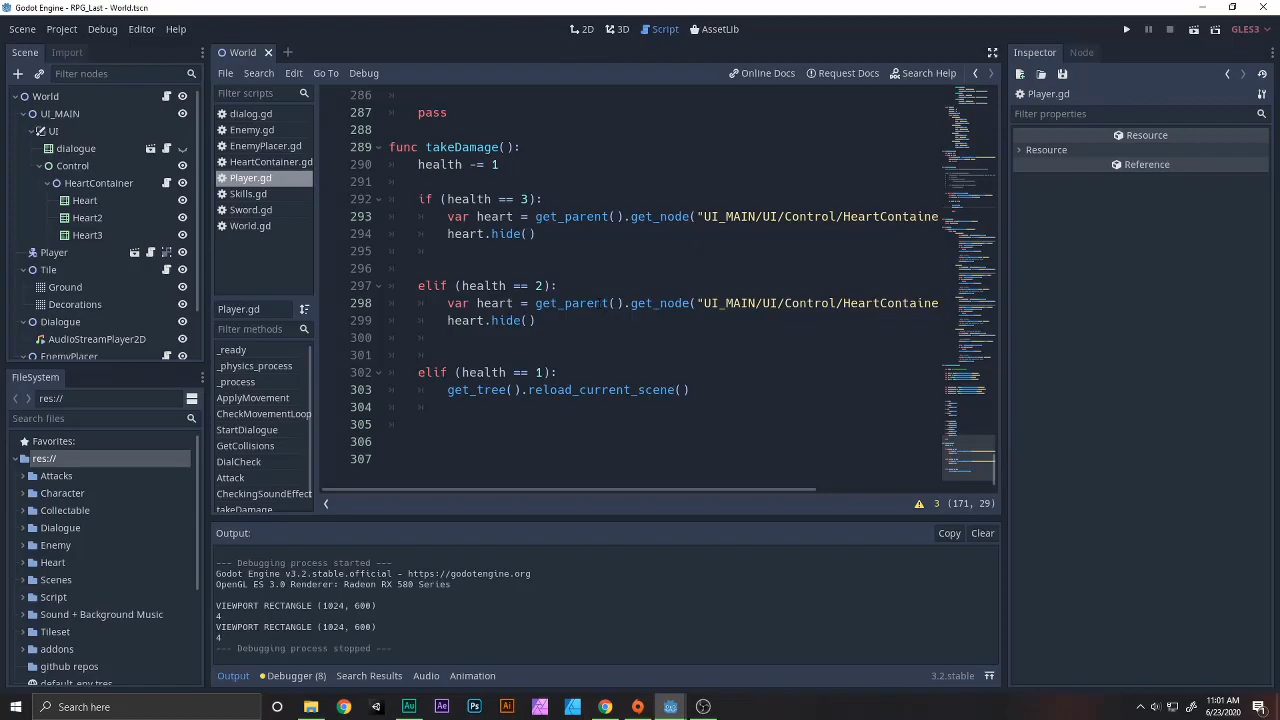 Godot Engine - RPG_Last - World.tscn
Scene Project Debug Editor Help
2D 3D Script AssetLib
GLES3
Scene Import
Filter nodes
World
UI_MAIN
UI
dialogue
Control
HeartContainer
Heart
Heart2
Heart3
Player
Tile
Ground
Decorations
Dialogue
AudioStreamPlayer2D
EnemyPlacer
FileSystem
res://
Search files
Favorites:
res://
Attacks
Character
Collectable
Dialogue
Enemy
Heart
Scenes
Script
Sound + Background Music
Tileset
addons
github repos
default_env.tres
World
File Search Edit Go To Debug
Online Docs Request Docs Search Help
Filter scripts
dialog.gd
Enemy.gd
EnemyPlacer.gd
HeartContainer.gd
Player.gd
Skills.gd
Sword.gd
World.gd
Player.gd
Filter methods
_ready
_physics_process
_process
ApplyMovement
CheckMovementLoop
StartDialogue
GetCollisions
DialCheck
Attack
CheckingSoundEffect
takeDamage
286
287 pass
288
289 func takeDamage():
290 health -= 1
291
292 if (health == 3):
293 var heart = get_parent().get_node("UI_MAIN/UI/Control/HeartContaine
294 heart.hide()
295
296
297 elif (health == 2):
298 var heart = get_parent().get_node("UI_MAIN/UI/Control/HeartContaine
299 heart.hide()
300
301
302 elif (health == 1):
303 get_tree().reload_current_scene()
304
305
306
307
3 (171, 29)
Output:
Copy Clear
--- Debugging process started ---
Godot Engine v3.2.stable.official - https://godotengine.org
OpenGL ES 3.0 Renderer: Radeon RX 580 Series
VIEWPORT RECTANGLE (1024, 600)
4
VIEWPORT RECTANGLE (1024, 600)
4
--- Debugging process stopped ---
Output Debugger (8) Search Results Audio Animation
3.2.stable
Inspector Node
Player.gd
Filter properties
Resource
Resource
Reference
Search here
11:01 AM
6/23/2020